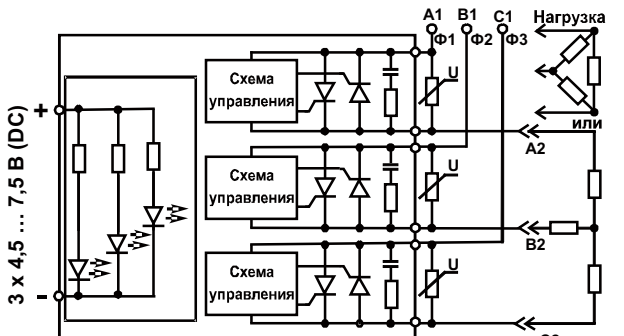 A1 B1 C1 Нагрузка
Ф1 Ф2 Ф3
Схема
управления
U
или
A2
+
3 x 4,5 ... 7,5 В (DC)
-
Схема
управления
U
B2
Схема
управления
U